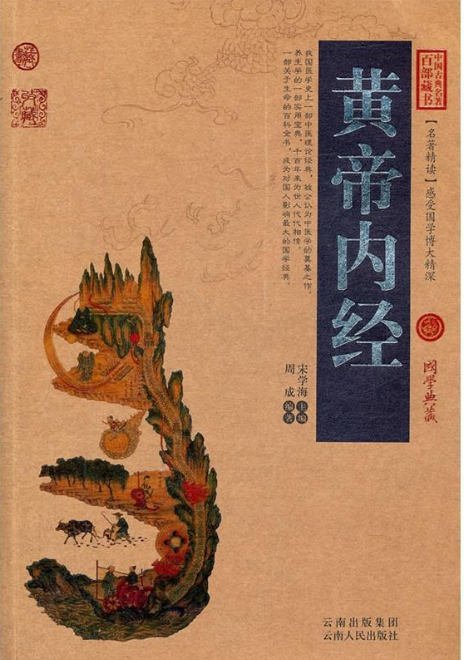 中国古典名著
百部藏书
黄帝内经
【名著精读】感受国学博大精深
國学典藏
我国医学史上一部中医理论经典，被公认为中医学的奠基之作，
养生学的一部实用宝典，千百年来为世人代代相传。
一部关于生命的百科全书，成为对国人影响最大的国学经典。
宋学海 主编
周成 编著
云南出版集团
云南人民出版社